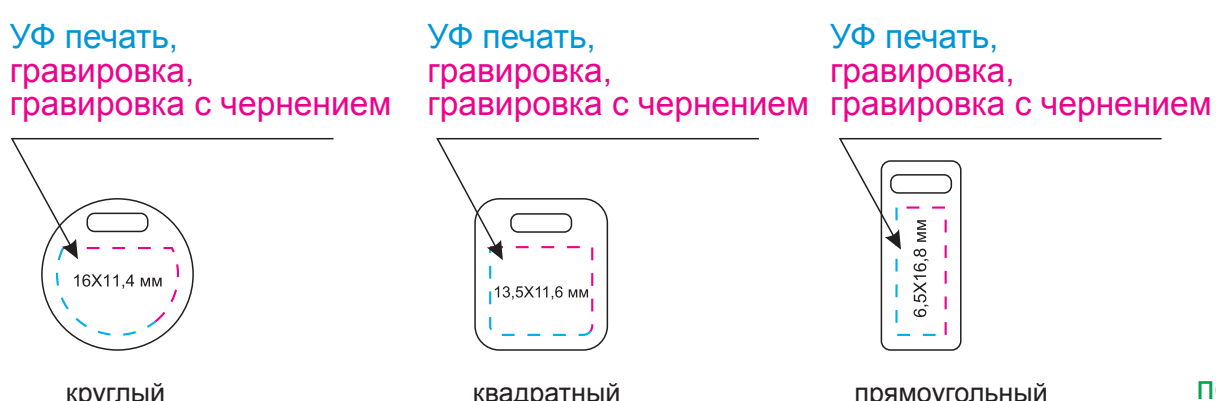 УФ печать,
гравировка,
гравировка с чернением
УФ печать,
гравировка,
гравировка с чернением
УФ печать,
гравировка,
гравировка с чернением
16Х11,4 мм
13,5Х11,6 мм
6,5Х16,8 мм
круглый
квадратный
прямоугольный